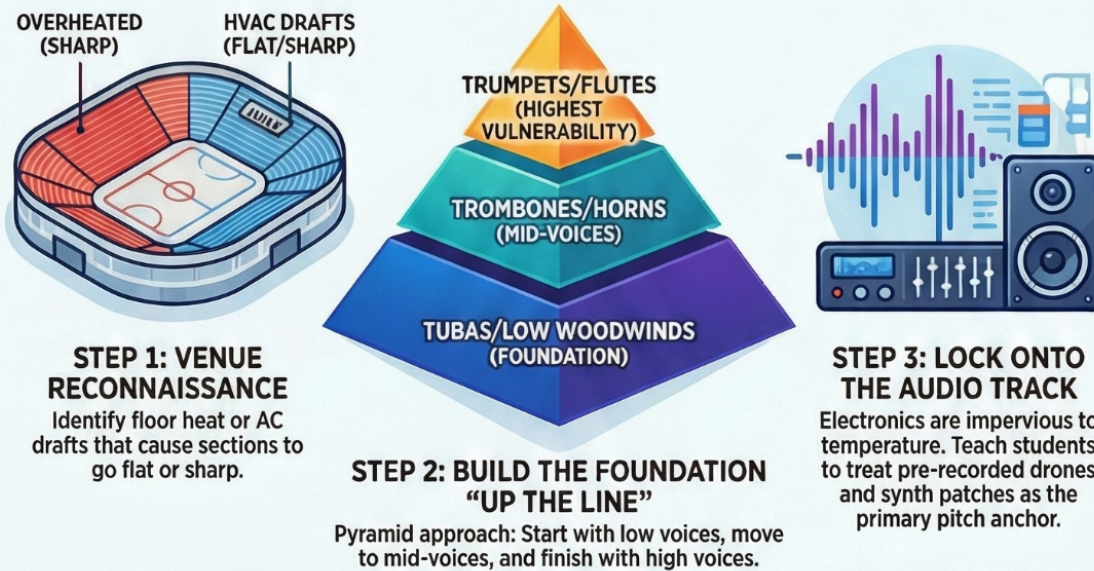 OVERHEATED
(SHARP)
HVAC DRAFTS
(FLAT/SHARP)
STEP 1: VENUE
RECONNAISSANCE
Identify floor heat or AC
drafts that cause sections to
go flat or sharp.
TRUMPETS/FLUTES
(HIGHEST
VULNERABILITY)
TROMBONES/HORNS
(MID-VOICES)
TUBAS/LOW WOODWINDS
(FOUNDATION)
STEP 2: BUILD THE FOUNDATION
“UP THE LINE”
Pyramid approach: Start with low voices, move
to mid-voices, and finish with high voices.
STEP 3: LOCK ONTO
THE AUDIO TRACK
Electronics are impervious to
temperature. Teach students
to treat pre-recorded drones
and synth patches as the
primary pitch anchor.